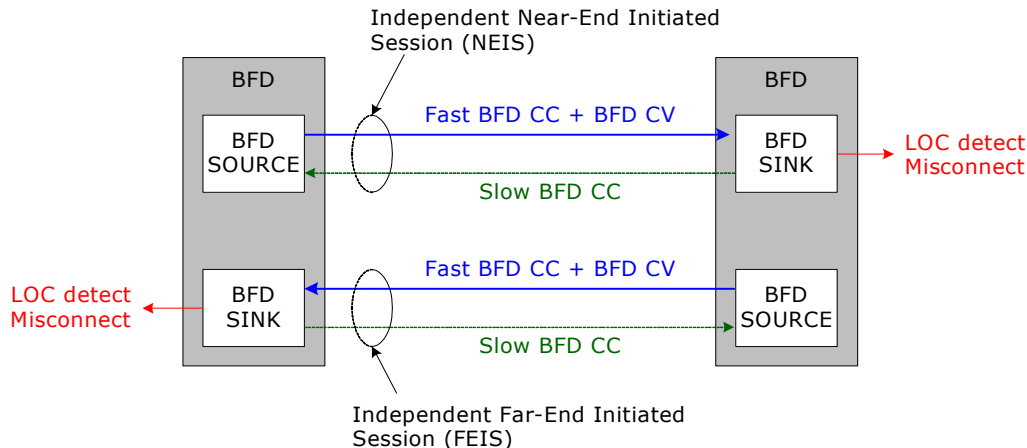 Independent Near-End Initiated
Session (NEIS)
BFD
BFD
BFD
SOURCE
Fast BFD CC + BFD CV
Slow BFD CC
BFD
SINK
LOC detect
Misconnect
LOC detect
Misconnect
BFD
SINK
Fast BFD CC + BFD CV
Slow BFD CC
BFD
SOURCE
Independent Far-End Initiated
Session (FEIS)